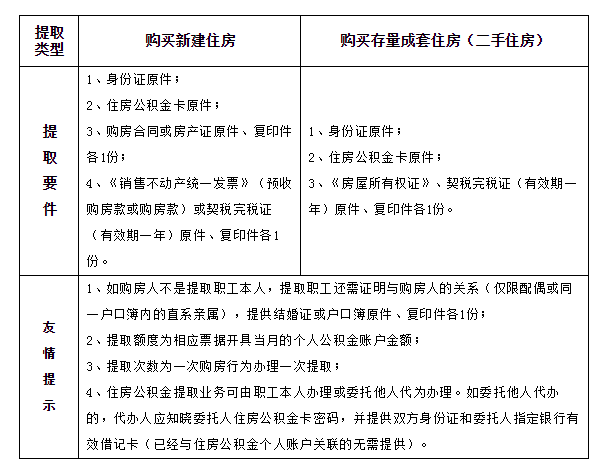 提取
类型
购买新建住房
购买存量成套住房（二手住房）
提
取
要
件
1、身份证原件；
2、住房公积金卡原件；
3、购房合同或房产证原件、复印件
各1份；
4、《销售不动产统一发票》（预收
购房款或购房款）或契税完税证
（有效期一年）原件、复印件各1
份。
1、身份证原件；
2、住房公积金卡原件；
3、《房屋所有权证》、契税完税证（有效期一
年）原件、复印件各1份。
友
情
提
示
1、如购房人不是提取职工本人，提取职工还需证明与购房人的关系（仅限配偶或同
一户口簿内的直系亲属），提供结婚证或户口簿原件、复印件各1份；
2、提取额度为相应票据开具当月的个人公积金账户金额；
3、提取次数为一次购房行为办理一次提取；
4、住房公积金提取业务可由职工本人办理或委托他人代为办理。如委托他人代办
的，代办人应知晓委托人住房公积金卡密码，并提供双方身份证和委托人指定银行有
效借记卡（已经与住房公积金个人账户关联的无需提供）。